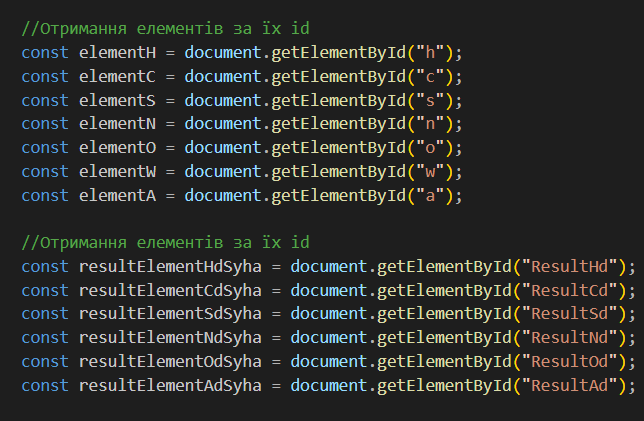 //Отримання елементів за їх id
const elementH = document.getElementById("h");
const elementC = document.getElementById("c");
const elementS = document.getElementById("s");
const elementN = document.getElementById("n");
const elementO = document.getElementById("o");
const elementW = document.getElementById("w");
const elementA = document.getElementById("a");
//Отримання елементів за їх id
const resultElementHdSyha = document.getElementById("ResultHd");
const resultElementCdSyha = document.getElementById("ResultCd");
const resultElementSdSyha = document.getElementById("ResultSd");
const resultElementNdSyha = document.getElementById("ResultNd");
const resultElementOdSyha = document.getElementById("ResultOd");
const resultElementAdSyha = document.getElementById("ResultAd");